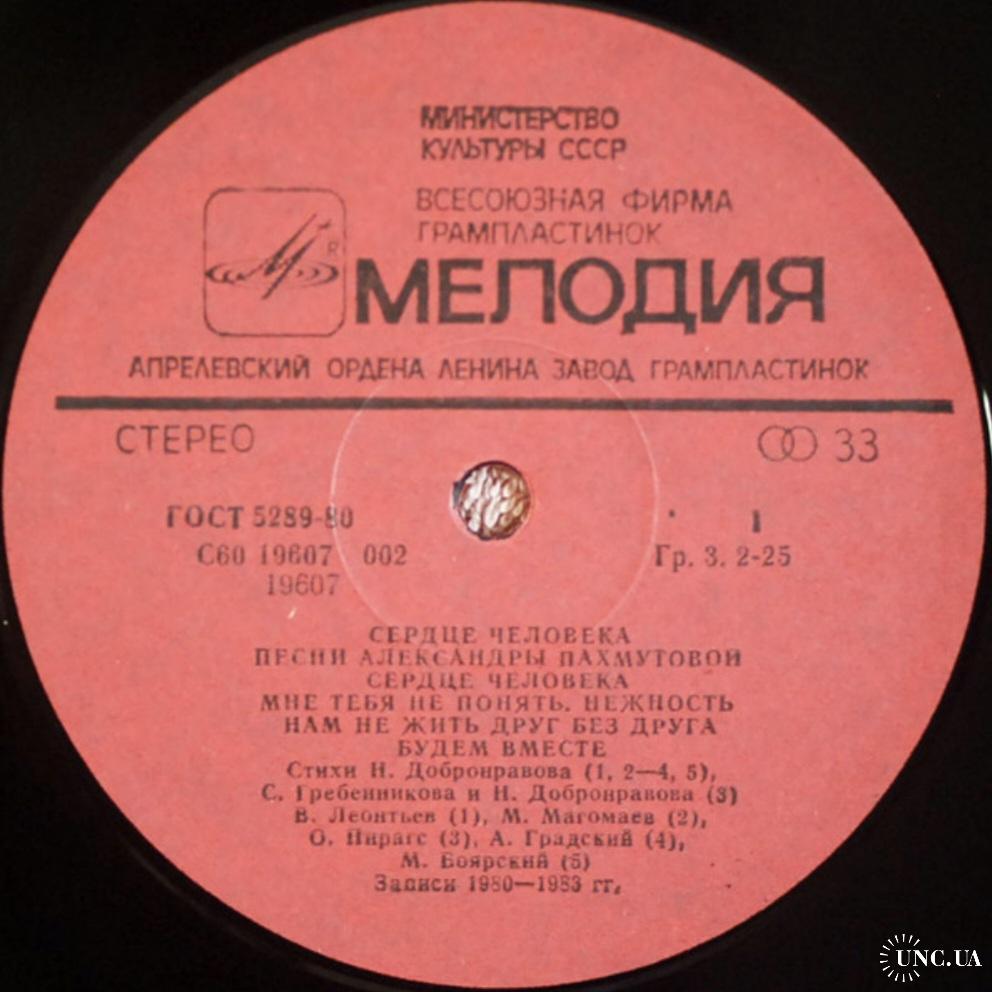 МИНИСТЕРСТВО
КУЛЬТУРЫ СССР
ВСЕСОЮЗНАЯ ФИРМА
ГРАМПЛАСТИНОК
МЕЛОДИЯ
R
АПРЕЛЕВСКИЙ ОРДЕНА ЛЕНИНА ЗАВОД ГРАМПЛАСТИНОК
СТЕРЕО 33
ГОСТ 5289-80 1
С60 19607 002 Гр. 3. 2-25
19607
СЕРДЦЕ ЧЕЛОВЕКА
ПЕСНИ АЛЕКСАНДРЫ ПАХМУТОВОЙ
СЕРДЦЕ ЧЕЛОВЕКА
МНЕ ТЕБЯ НЕ ПОНЯТЬ. НЕЖНОСТЬ
НАМ НЕ ЖИТЬ ДРУГ БЕЗ ДРУГА
БУДЕМ ВМЕСТЕ
Стихи Н. Добронравова (1, 2—4, 5),
С. Гребенникова и Н. Добронравова (3)
В. Леонтьев (1), М. Магомаев (2),
О. Пирагс (3), А. Градский (4),
М. Боярский (5)
Записи 1980—1983 гг.
UNC.UA